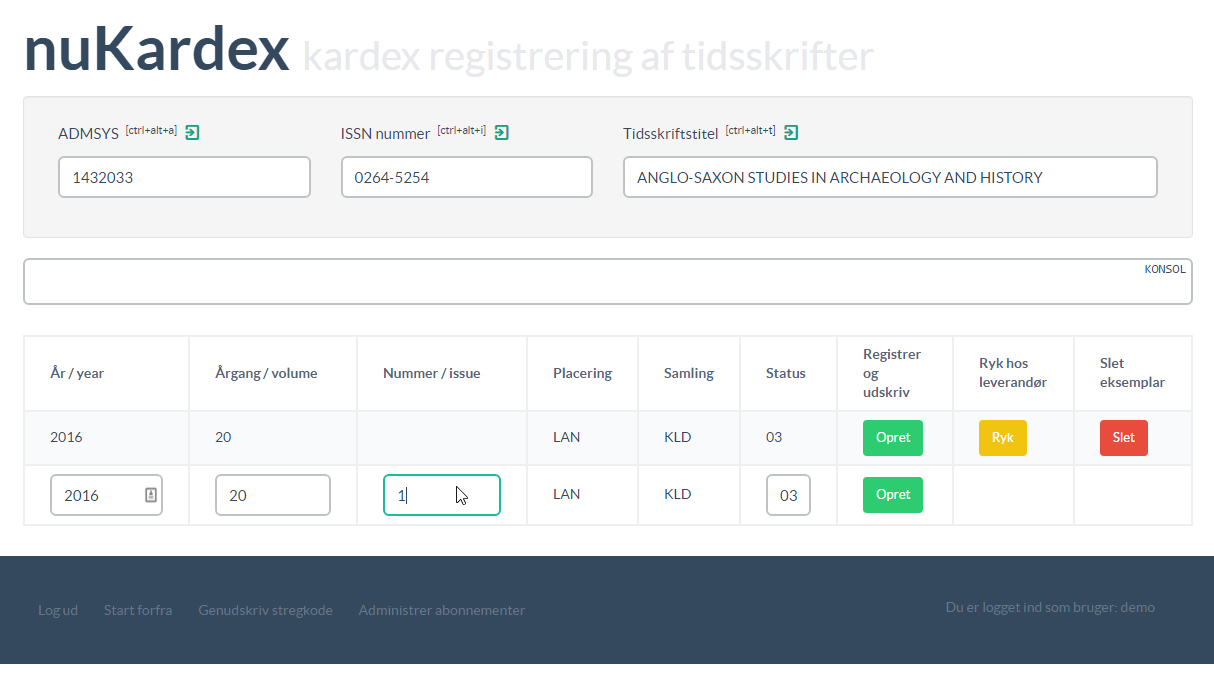 nuKardex kardex registrering af tidsskrifter
ADMSYS [ctrl+alt+a] ISSN nummer [ctrl+alt+i] Tidsskriftstitel [ctrl+alt+t]
1432033 0264-5254 ANGLO-SAXON STUDIES IN ARCHAEOLOGY AND HISTORY
KONSOL
År / year Årgang / volume Nummer / issue Placering Samling Status Registrer og udskriv Ryk hos leverandør Slet eksemplar
2016 20 LAN KLD 03 Opret Ryk Slet
2016 20 1 LAN KLD 03 Opret
Log ud Start forfra Genudskriv stregkode Administrer abonnementer Du er logget ind som bruger: demo